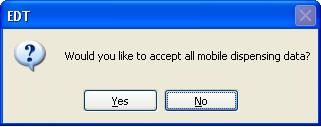 EDT
Would you like to accept all mobile dispensing data?
Yes
No